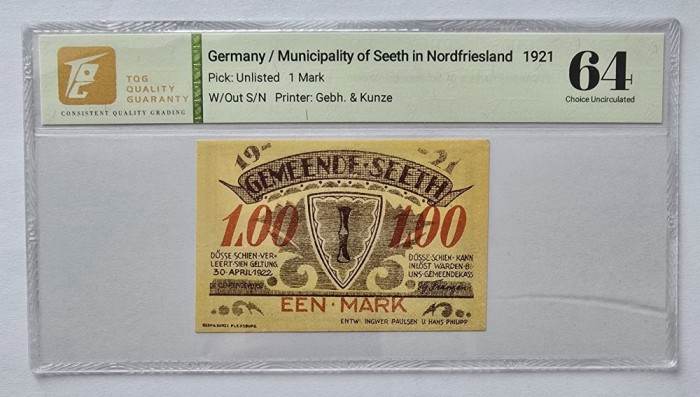 TQG
QUALITY
GUARANTY
CONSISTENT QUALITY GRADING
Germany / Municipality of Seeth in Nordfriesland 1921
Pick: Unlisted 1 Mark
W/Out S/N Printer: Gebh. & Kunze
64
Choice Uncirculated
19- -21
GEMEENDE·SEETH
1.00 1.00
DÖSSE·SCHIEN·VER-
LEERT·SIEN GELTUNG
30·APRIL·1922·
DÖSSE·SCHIEN·KANN
INLÖST WARDEN·BI·
UNS·GEMEENDEKASS
EEN·MARK
ENTW: INGWER PAULSEN U. HANS PHILIPP